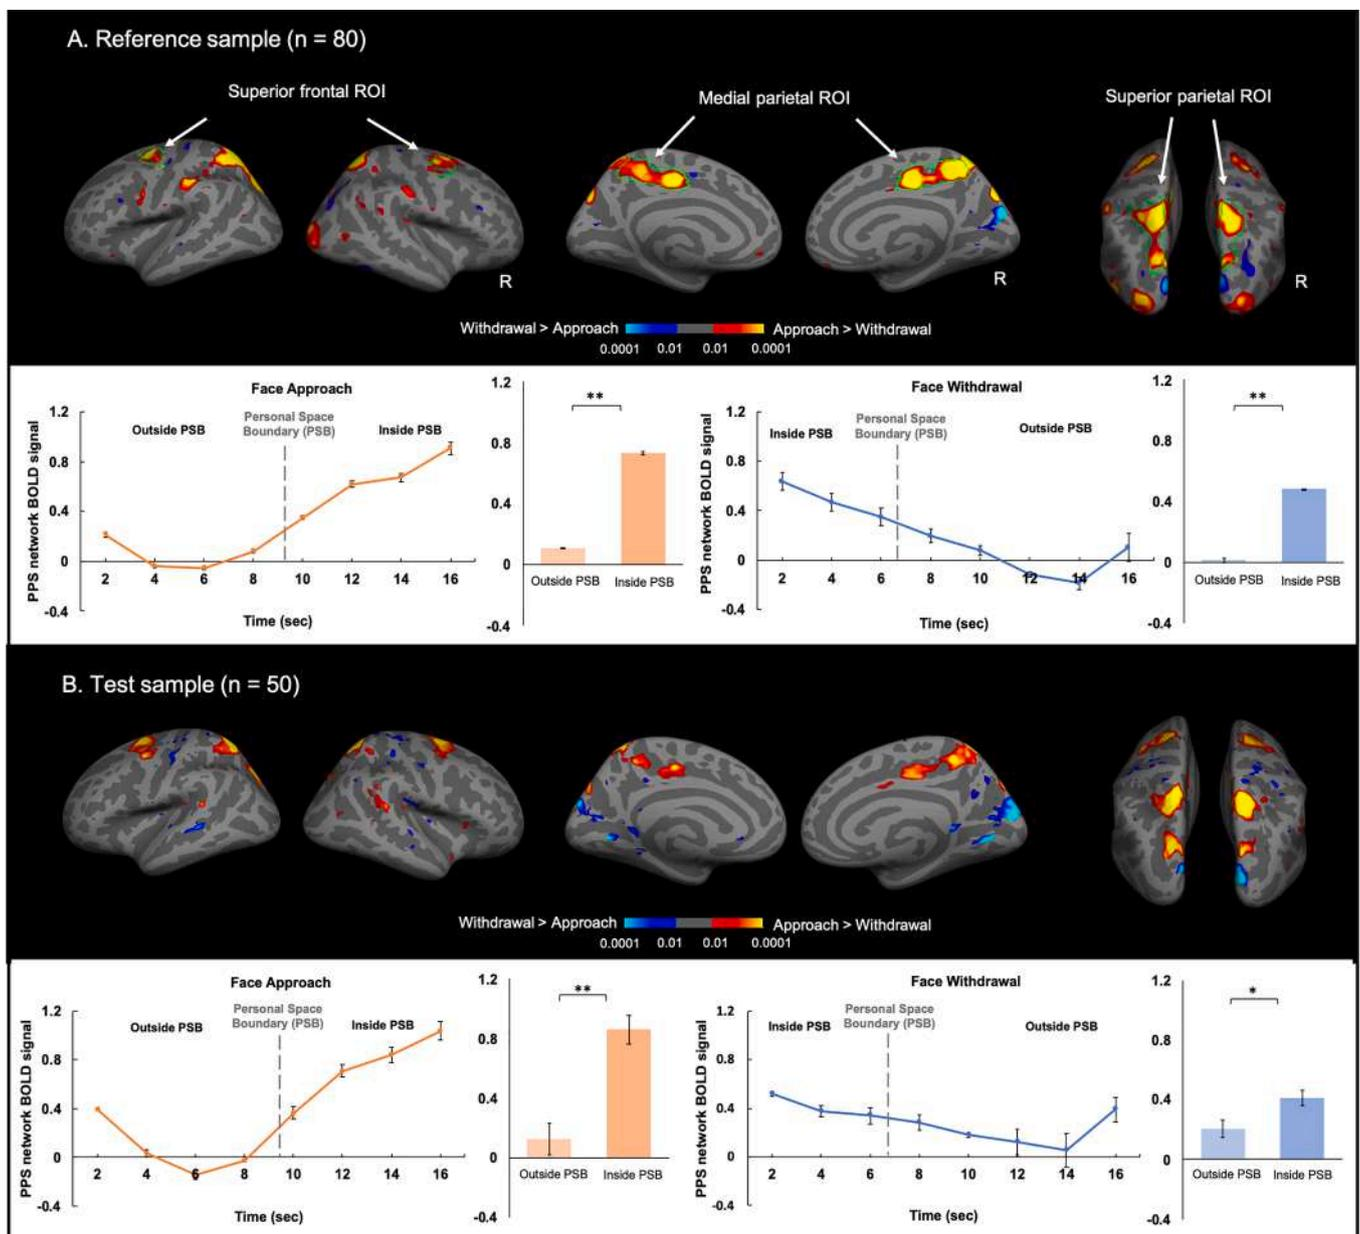 A. Reference sample (n = 80)
Superior frontal ROI
Medial parietal ROI
Superior parietal ROI
R
R
R
Withdrawal > Approach
Approach > Withdrawal
0.0001 0.01 0.01 0.0001
Face Approach
PPS network BOLD signal
1.2
0.8
0.4
0
-0.4
Outside PSB
Personal Space
Boundary (PSB)
Inside PSB
2 4 6 8 10 12 14 16
Time (sec)
1.2
0.8
0.4
0
-0.4
**
Outside PSB
Inside PSB
Face Withdrawal
PPS network BOLD signal
1.2
0.8
0.4
0
-0.4
Inside PSB
Personal Space
Boundary (PSB)
Outside PSB
2 4 6 8 10 12 14 16
Time (sec)
1.2
0.8
0.4
0
-0.4
**
Outside PSB
Inside PSB
B. Test sample (n = 50)
Withdrawal > Approach
Approach > Withdrawal
0.0001 0.01 0.01 0.0001
Face Approach
PPS network BOLD signal
1.2
0.8
0.4
0
-0.4
Outside PSB
Personal Space
Boundary (PSB)
Inside PSB
2 4 6 8 10 12 14 16
Time (sec)
1.2
0.8
0.4
0
-0.4
**
Outside PSB
Inside PSB
Face Withdrawal
PPS network BOLD signal
1.2
0.8
0.4
0
-0.4
Inside PSB
Personal Space
Boundary (PSB)
Outside PSB
2 4 6 8 10 12 14 16
Time (sec)
1.2
0.8
0.4
0
-0.4
*
Outside PSB
Inside PSB